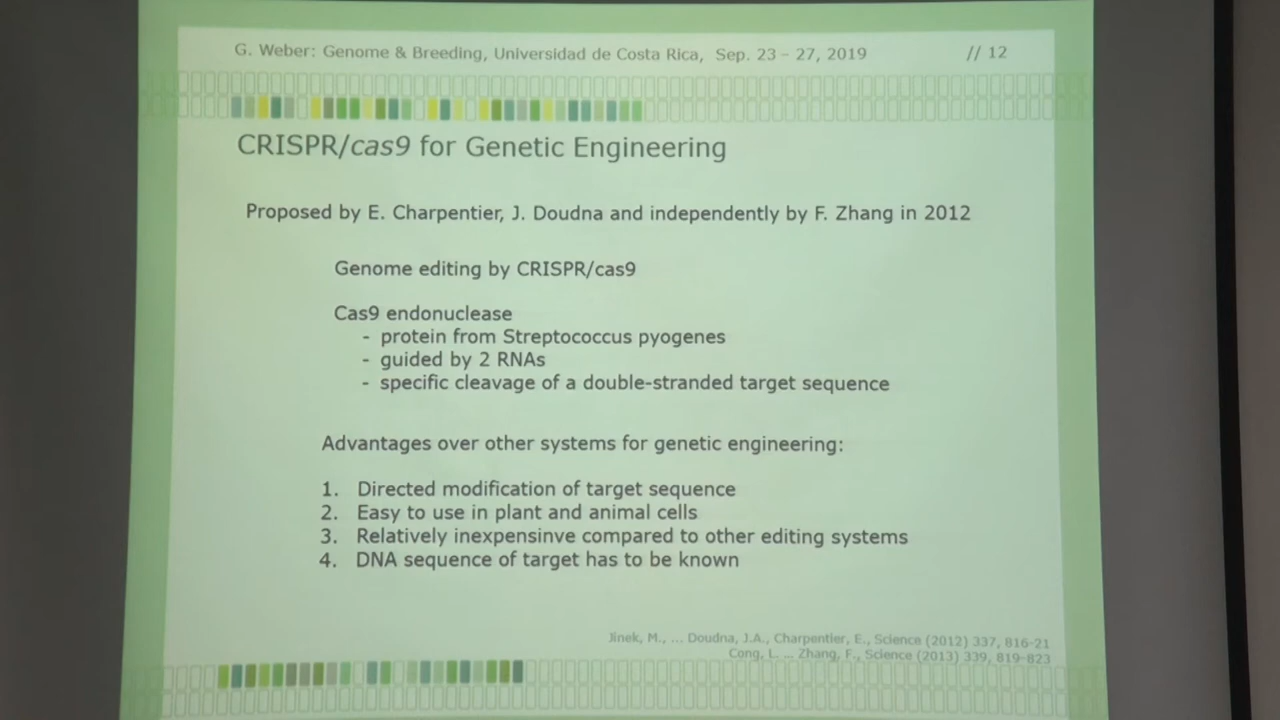 G. Weber: Genome & Breeding, Universidad de Costa Rica, Sep. 23 – 27, 2019 // 12
CRISPR/cas9 for Genetic Engineering
Proposed by E. Charpentier, J. Doudna and independently by F. Zhang in 2012
Genome editing by CRISPR/cas9
Cas9 endonuclease
- protein from Streptococcus pyogenes
- guided by 2 RNAs
- specific cleavage of a double-stranded target sequence
Advantages over other systems for genetic engineering:
1. Directed modification of target sequence
2. Easy to use in plant and animal cells
3. Relatively inexpensinve compared to other editing systems
4. DNA sequence of target has to be known
Jinek, M., ... Doudna, J.A., Charpentier, E., Science (2012) 337, 816-21
Cong, L. ... Zhang, F., Science (2013) 339, 819-823